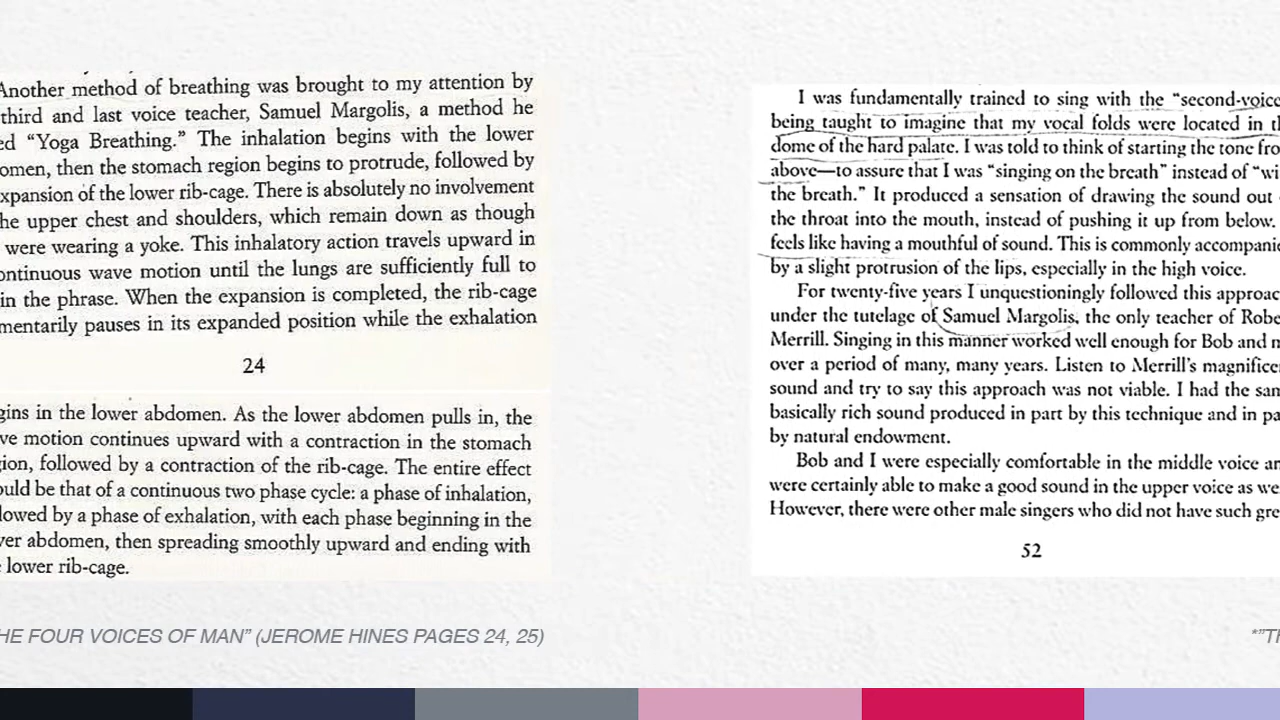 Another method of breathing was brought to my attention by
third and last voice teacher, Samuel Margolis, a method he
ed “Yoga Breathing.” The inhalation begins with the lower
omen, then the stomach region begins to protrude, followed by
xpansion of the lower rib-cage. There is absolutely no involvement
he upper chest and shoulders, which remain down as though
were wearing a yoke. This inhalatory action travels upward in
ontinuous wave motion until the lungs are sufficiently full to
in the phrase. When the expansion is completed, the rib-cage
mentarily pauses in its expanded position while the exhalation
24
gins in the lower abdomen. As the lower abdomen pulls in, the
ve motion continues upward with a contraction in the stomach
gion, followed by a contraction of the rib-cage. The entire effect
ould be that of a continuous two phase cycle: a phase of inhalation,
lowed by a phase of exhalation, with each phase beginning in the
wer abdomen, then spreading smoothly upward and ending with
e lower rib-cage.
HE FOUR VOICES OF MAN” (JEROME HINES PAGES 24, 25)
I was fundamentally trained to sing with the “second-voice
being taught to imagine that my vocal folds were located in th
dome of the hard palate. I was told to think of starting the tone fro
above—to assure that I was “singing on the breath” instead of “wi
the breath.” It produced a sensation of drawing the sound out
the throat into the mouth, instead of pushing it up from below.
feels like having a mouthful of sound. This is commonly accompanie
by a slight protrusion of the lips, especially in the high voice.
For twenty-five years I unquestioningly followed this approac
under the tutelage of Samuel Margolis, the only teacher of Robe
Merrill. Singing in this manner worked well enough for Bob and m
over a period of many, many years. Listen to Merrill’s magnificen
sound and try to say this approach was not viable. I had the sam
basically rich sound produced in part by this technique and in pa
by natural endowment.
Bob and I were especially comfortable in the middle voice an
were certainly able to make a good sound in the upper voice as we
However, there were other male singers who did not have such gre
52
*”TH